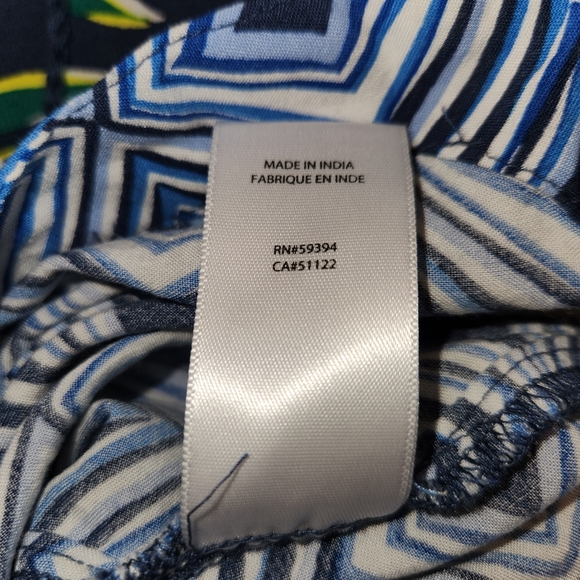 MADE IN INDIA
FABRIQUE EN INDE
RN#59394
CA#51122